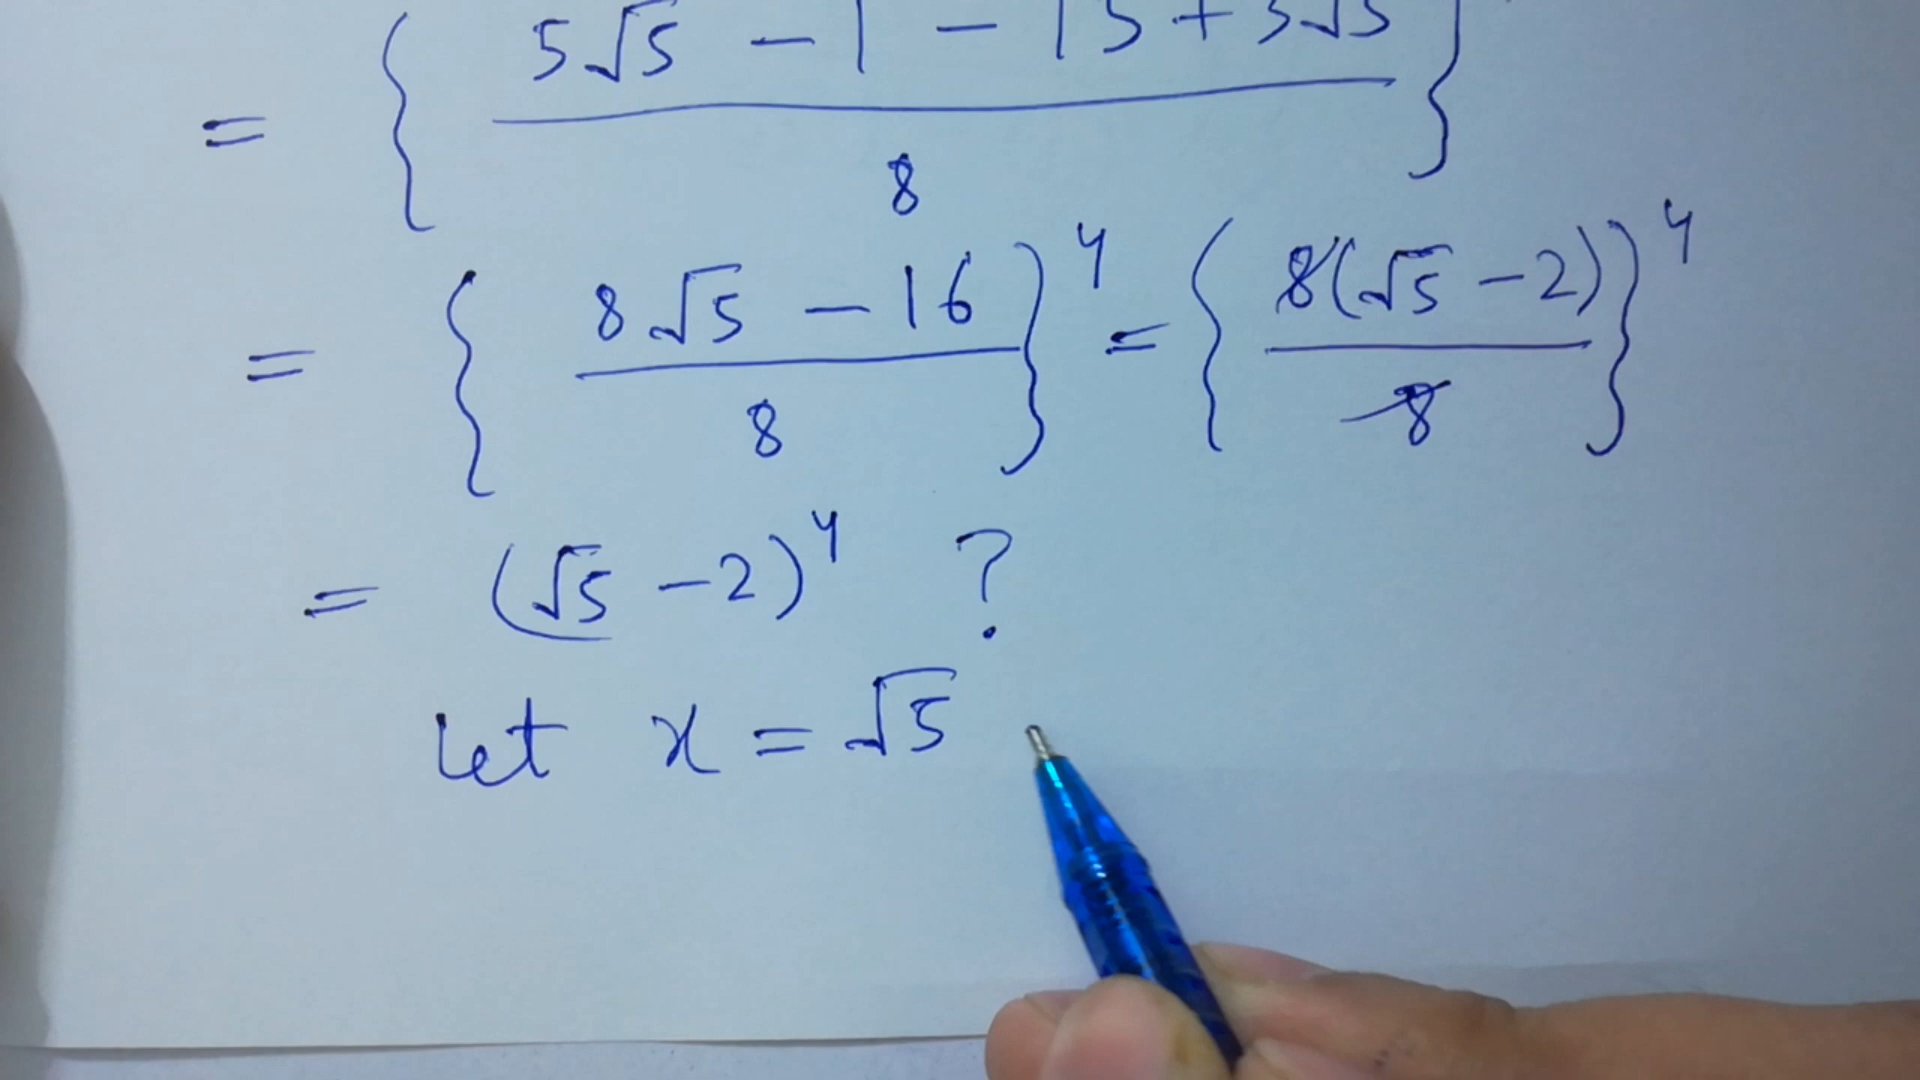 = { 5√5 - 1 - 15 + 3√5 / 8 }
= { 8√5 - 16 / 8 }^4 = { 8(√5 - 2) / 8 }^4
= (√5 - 2)^4 ?
let x = √5